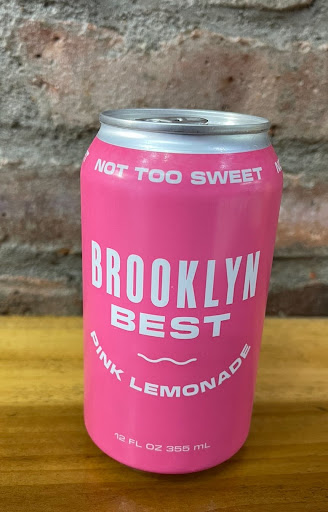 NOT TOO SWEET
BROOKLYN
BEST
PINK LEMONADE
12 FL OZ 355 mL